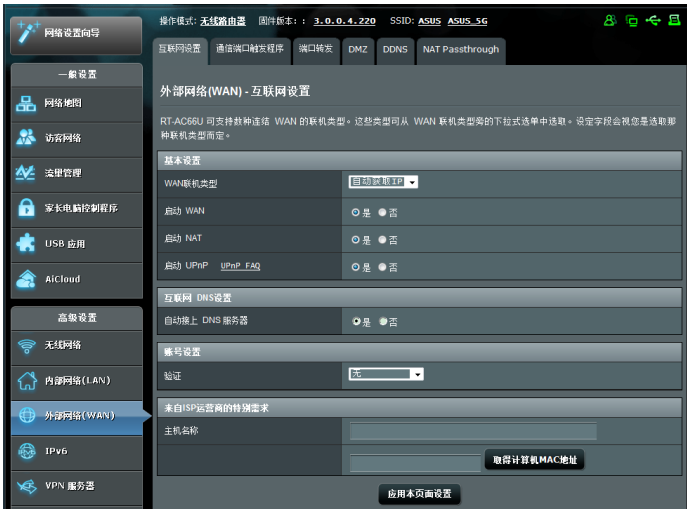 操作模式: 无线路由器 固件版本: : 3.0.0.4.220 SSID: ASUS ASUS_5G
网络设置向导
互联网设置 通信端口触发程序 端口转发 DMZ DDNS NAT Passthrough
一般设置
网络地图
访客网络
流量管理
家长电脑控制程序
USB 应用
AiCloud
高级设置
无线网络
内部网络(LAN)
外部网络(WAN)
IPv6
VPN 服务器
外部网络(WAN) - 互联网设置
RT-AC66U 可支持数种连结 WAN 的联机类型。这些类型可从 WAN 联机类型旁的下拉式选单中选取。设定字段会视您是选取那
种联机类型而定。
基本设置
WAN联机类型 自动获取IP
启动 WAN 是 否
启动 NAT 是 否
启动 UPnP UPnP FAQ 是 否
互联网 DNS设置
自动接上 DNS 服务器 是 否
账号设置
验证 无
来自ISP运营商的特别需求
主机名称
取得计算机MAC地址
应用本页面设置